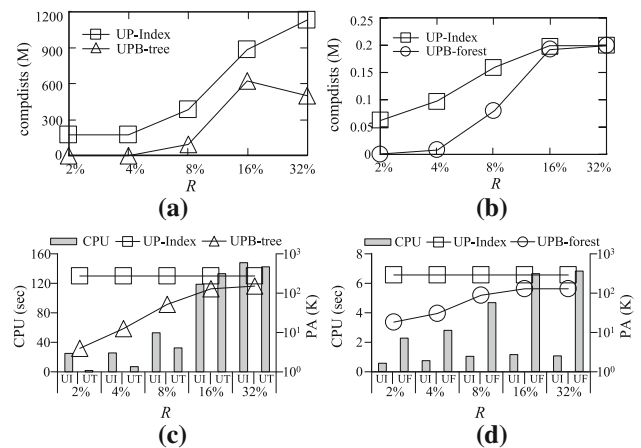 1200
900
600
300
0
compdists (M)
UP-Index
UPB-tree
2% 4% 8% 16% 32%
R
(a)
0.2
0.15
0.1
0.05
0.0
compdists (M)
UP-Index
UPB-forest
2% 4% 8% 16% 32%
R
(b)
CPU UP-Index UPB-tree
160
120
80
40
0
CPU (sec)
10³
10²
10¹
10⁰
PA (K)
UI UT UI UT UI UT UI UT UI UT
2% 4% 8% 16% 32%
R
(c)
CPU UP-Index UPB-forest
8
6
4
2
0
CPU (sec)
10³
10²
10¹
10⁰
PA (K)
UI UF UI UF UI UF UI UF UI UF
2% 4% 8% 16% 32%
R
(d)